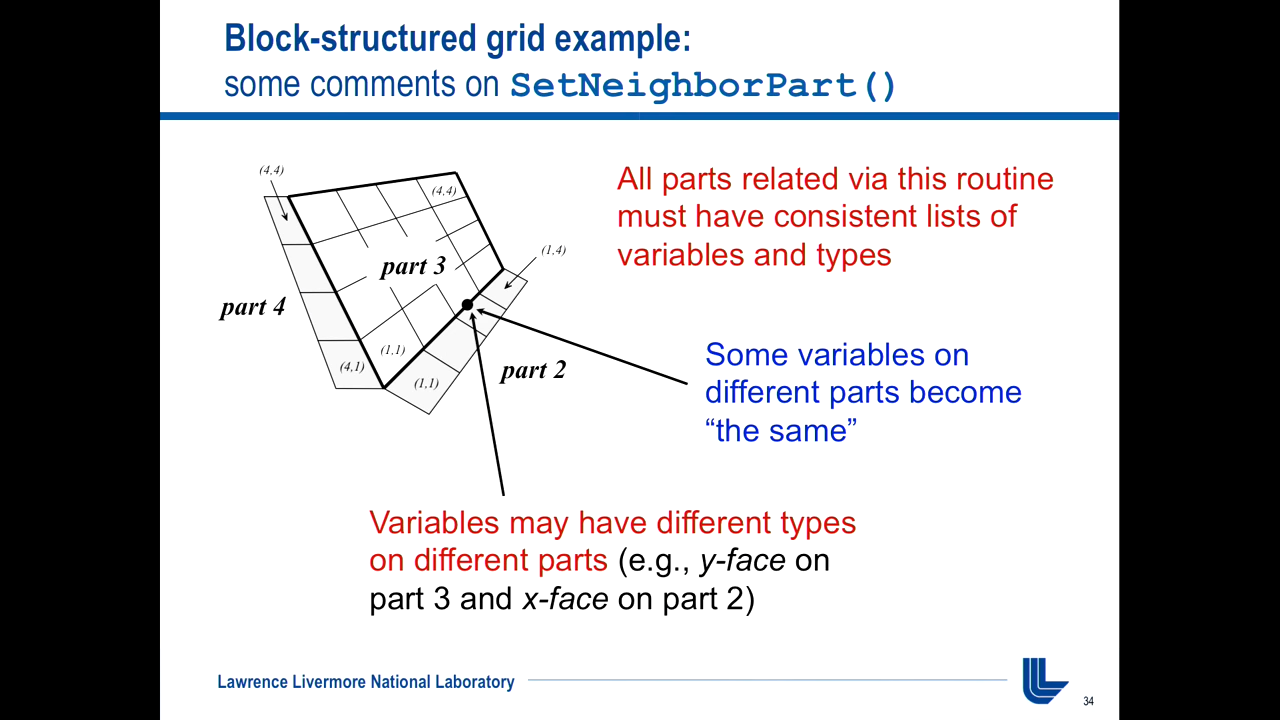 Block-structured grid example:
some comments on SetNeighborPart()
(4,4)
(4,4)
part 3
(1,4)
part 4
(1,1)
(4,1)
(1,1)
part 2
All parts related via this routine
must have consistent lists of
variables and types
Some variables on
different parts become
“the same”
Variables may have different types
on different parts (e.g., y-face on
part 3 and x-face on part 2)
Lawrence Livermore National Laboratory
34